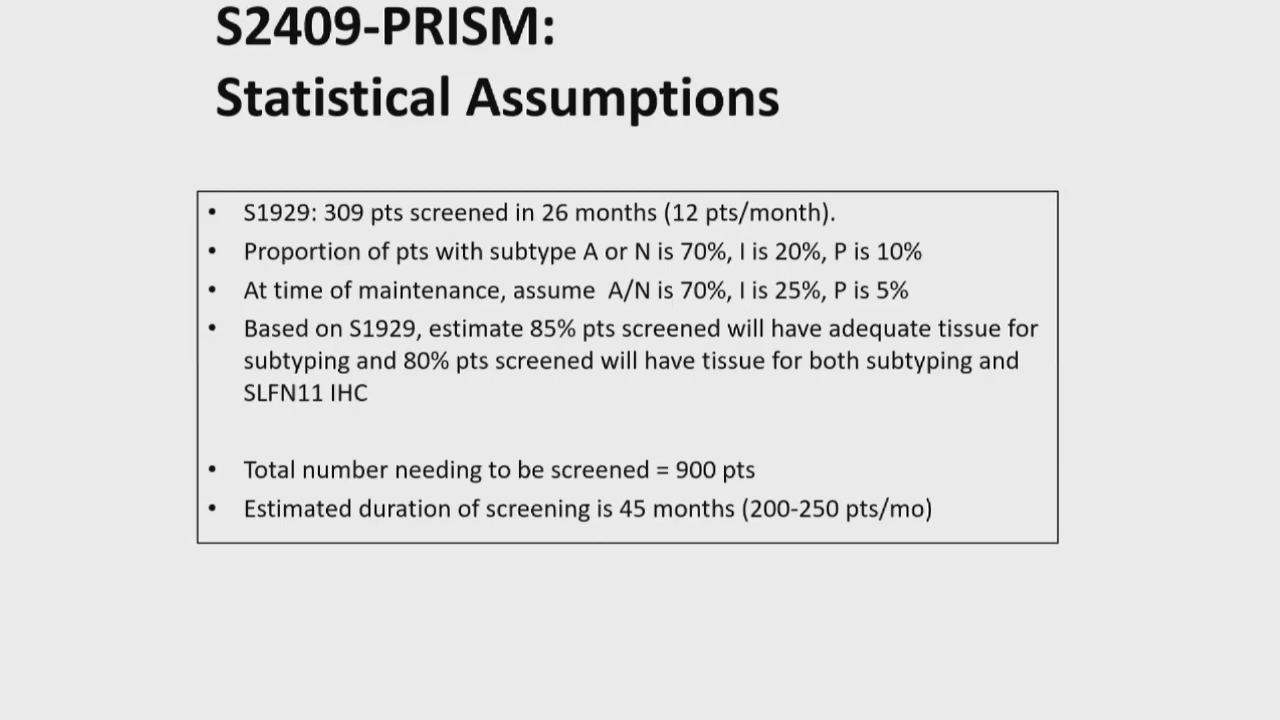 S2409-PRISM:
Statistical Assumptions
• S1929: 309 pts screened in 26 months (12 pts/month).
• Proportion of pts with subtype A or N is 70%, I is 20%, P is 10%
• At time of maintenance, assume A/N is 70%, I is 25%, P is 5%
• Based on S1929, estimate 85% pts screened will have adequate tissue for
subtyping and 80% pts screened will have tissue for both subtyping and
SLFN11 IHC
• Total number needing to be screened = 900 pts
• Estimated duration of screening is 45 months (200-250 pts/mo)